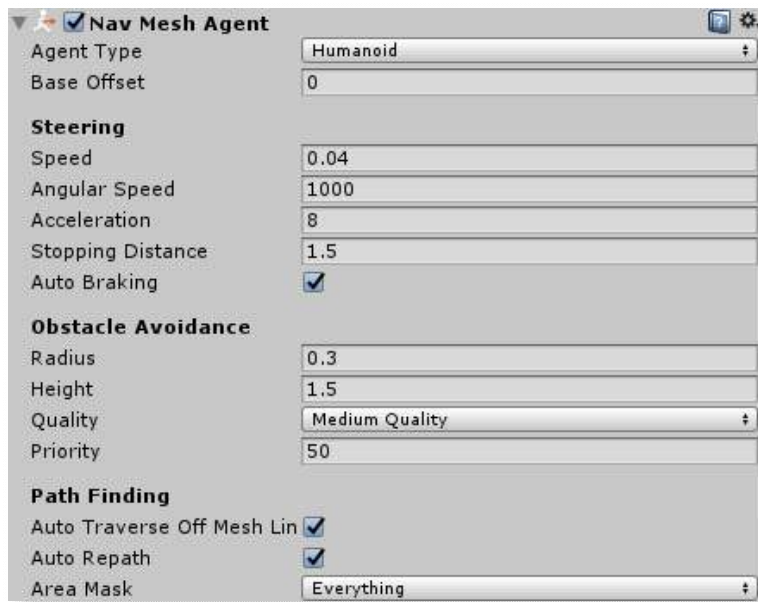 Nav Mesh Agent
Agent Type Humanoid
Base Offset 0
Steering
Speed 0.04
Angular Speed 1000
Acceleration 8
Stopping Distance 1.5
Auto Braking
Obstacle Avoidance
Radius 0.3
Height 1.5
Quality Medium Quality
Priority 50
Path Finding
Auto Traverse Off Mesh Lin
Auto Repath
Area Mask Everything